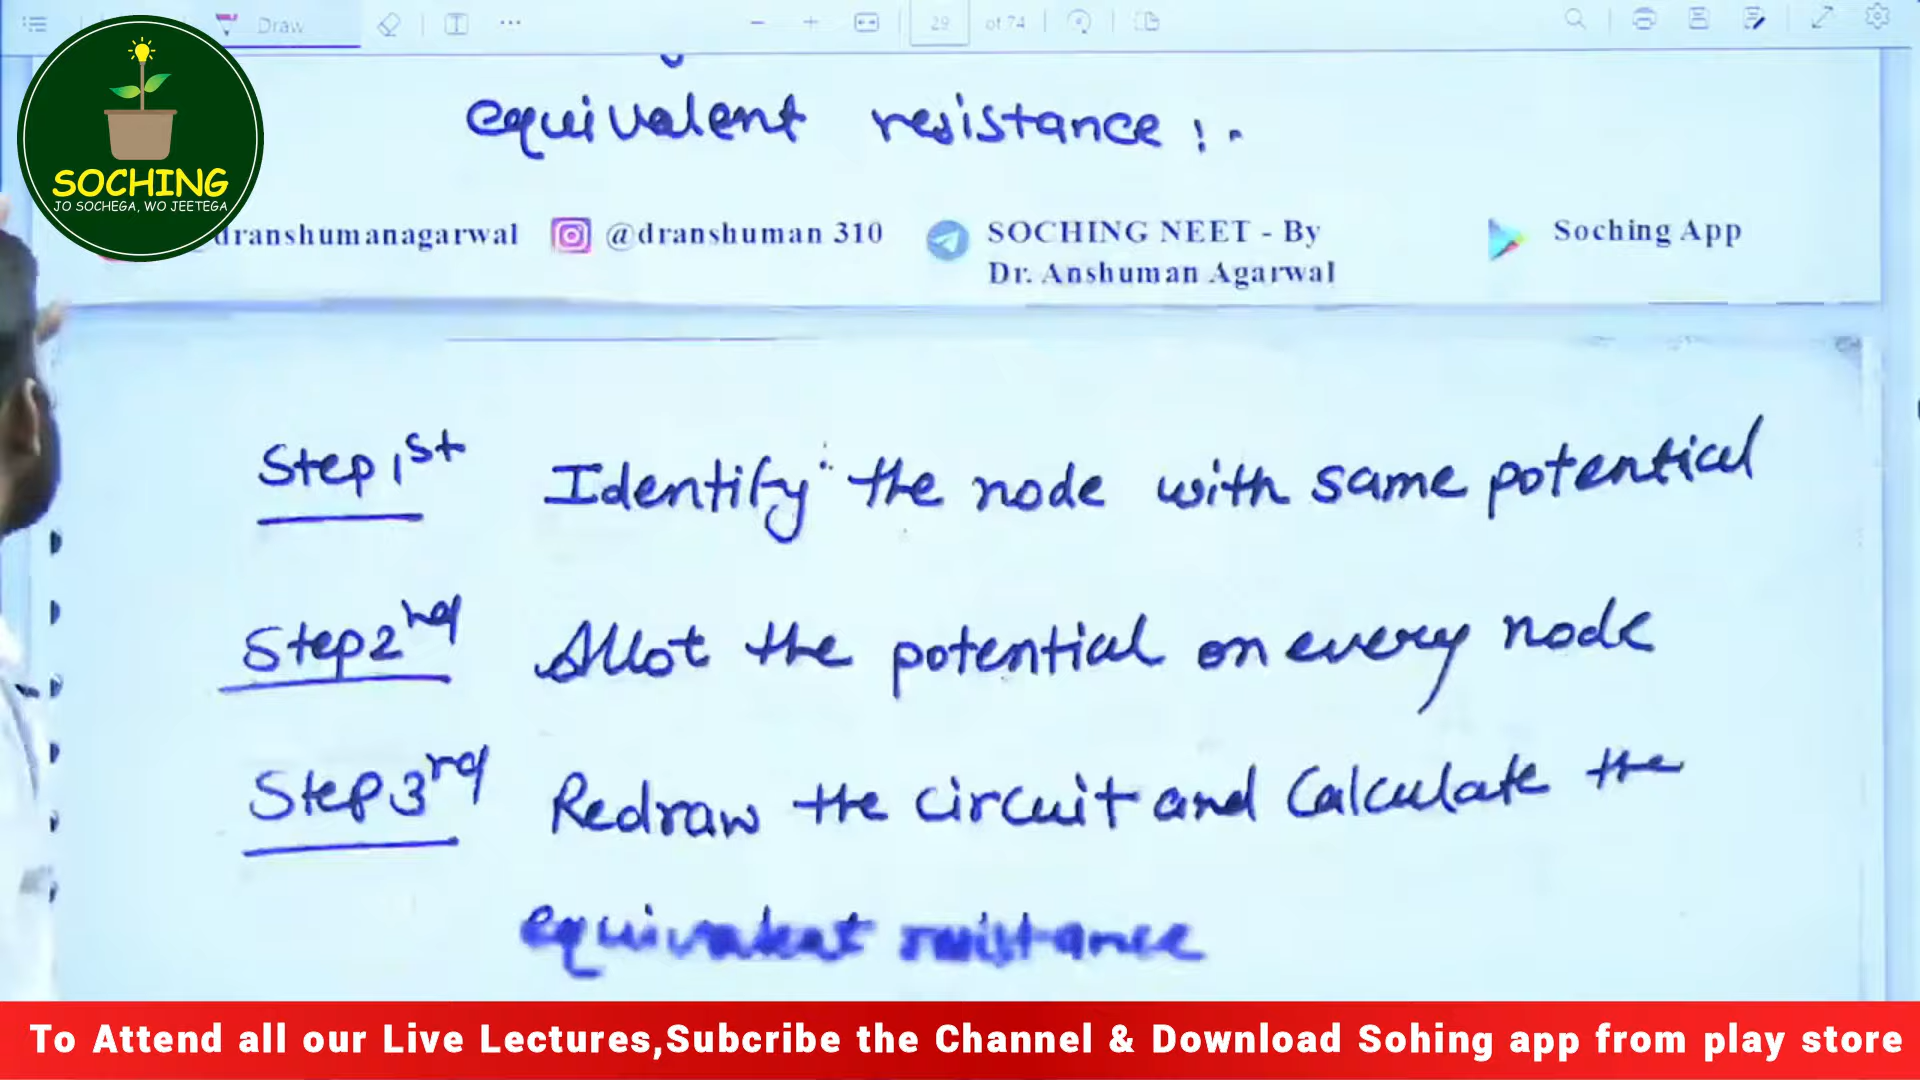 Draw
29
of 74
equivalent resistance :-
SOCHING
JO SOCHEGA, WO JEETEGA
dranshumanagarwal
@dranshuman 310
SOCHING NEET - By
Dr. Anshuman Agarwal
Soching App
Step 1st Identify the node with same potential
Step 2nd Allot the potential on every node
Step 3rd Redraw the circuit and Calculate the
equivalent resistance
To Attend all our Live Lectures,Subcribe the Channel & Download Sohing app from play store